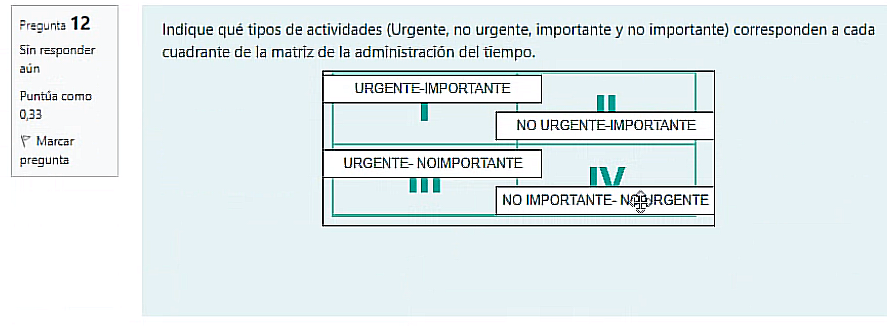 Pregunta 12
Sin responder
aún
Puntúa como
0,33
Marcar
pregunta
Indique qué tipos de actividades (Urgente, no urgente, importante y no importante) corresponden a cada
cuadrante de la matriz de la administración del tiempo.
URGENTE-IMPORTANTE
I
II
NO URGENTE-IMPORTANTE
URGENTE- NOIMPORTANTE
III
IV
NO IMPORTANTE- NO URGENTE